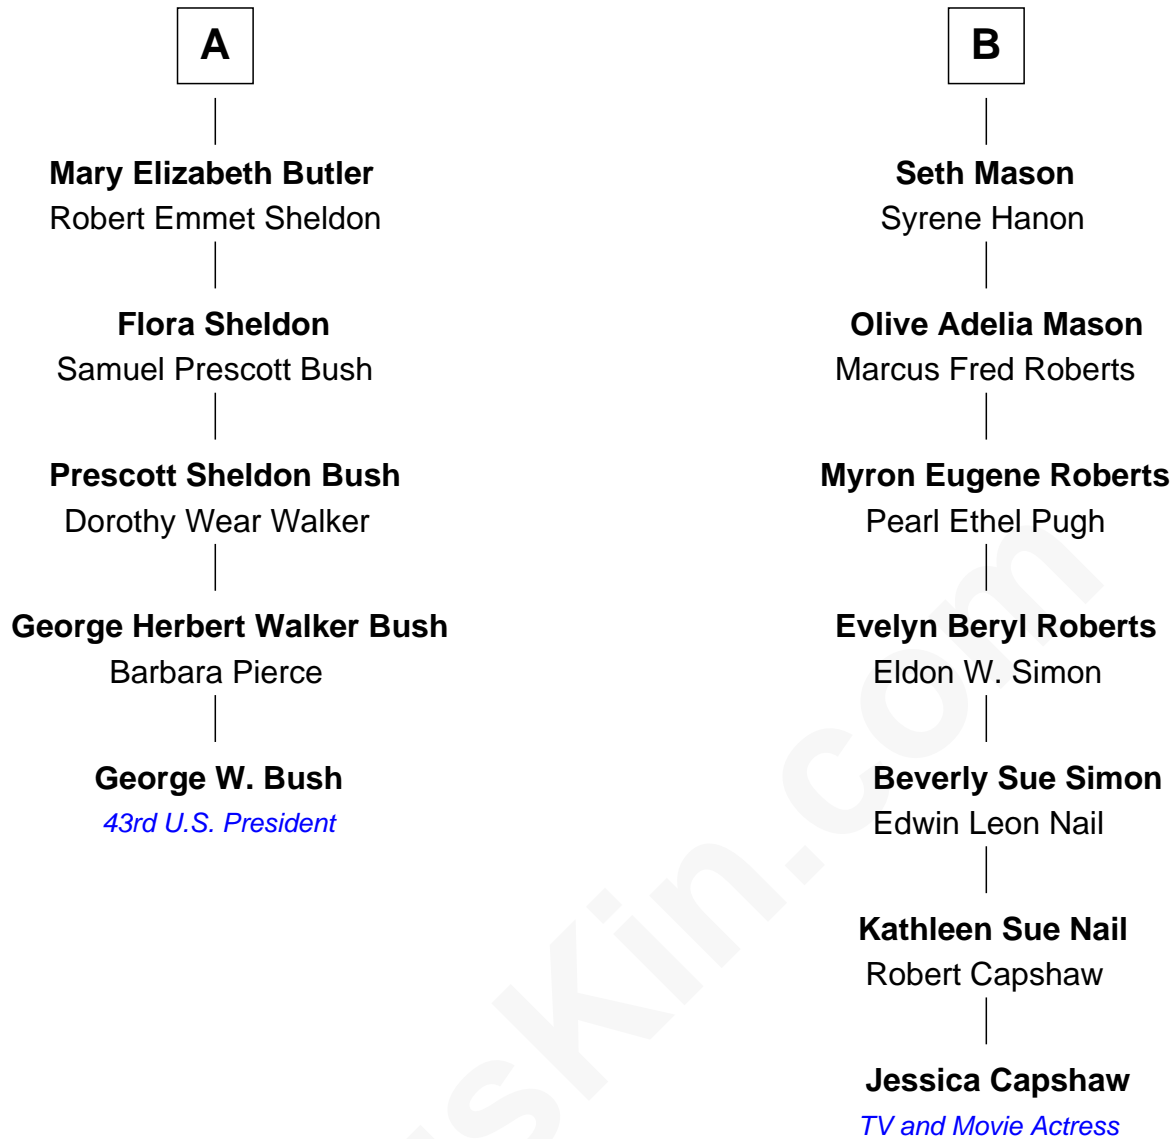 A
Mary Elizabeth Butler
Robert Emmet Sheldon
Flora Sheldon
Samuel Prescott Bush
Prescott Sheldon Bush
Dorothy Wear Walker
George Herbert Walker Bush
Barbara Pierce
George W. Bush
43rd U.S. President
B
Seth Mason
Syrene Hanon
Olive Adelia Mason
Marcus Fred Roberts
Myron Eugene Roberts
Pearl Ethel Pugh
Evelyn Beryl Roberts
Eldon W. Simon
Beverly Sue Simon
Edwin Leon Nail
Kathleen Sue Nail
Robert Capshaw
Jessica Capshaw
TV and Movie Actress